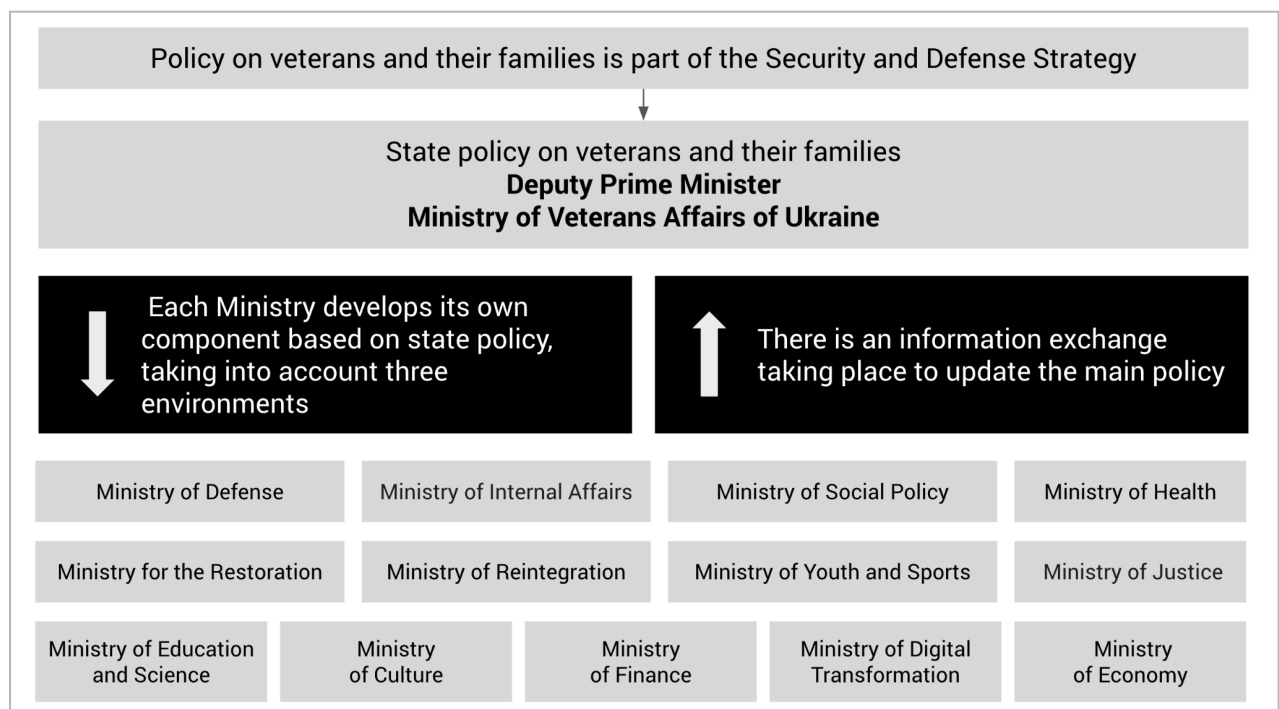 Policy on veterans and their families is part of the Security and Defense Strategy
State policy on veterans and their families
Deputy Prime Minister
Ministry of Veterans Affairs of Ukraine
Each Ministry develops its own
component based on state policy,
taking into account three
environments
There is an information exchange
taking place to update the main policy
Ministry of Defense
Ministry of Internal Affairs
Ministry of Social Policy
Ministry of Health
Ministry for the Restoration
Ministry of Reintegration
Ministry of Youth and Sports
Ministry of Justice
Ministry of Education
and Science
Ministry
of Culture
Ministry
of Finance
Ministry of Digital
Transformation
Ministry
of Economy